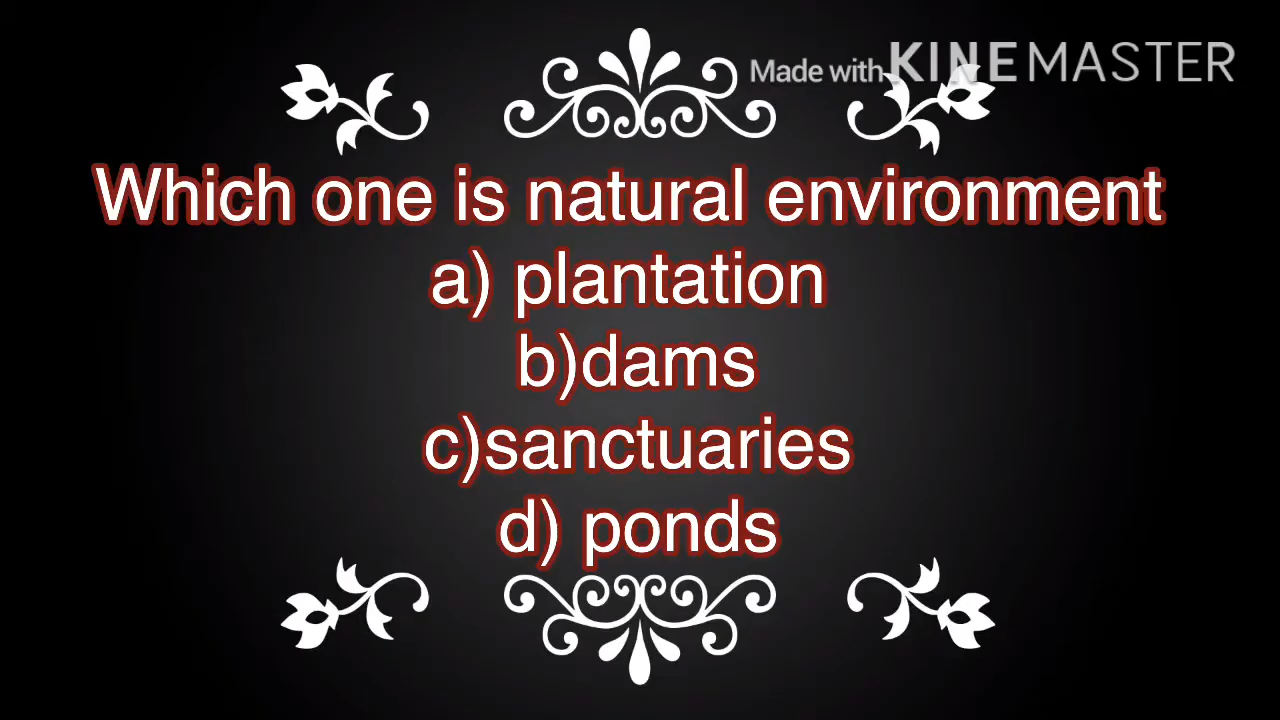 Made with KINEMASTER
Which one is natural environment
a) plantation
b)dams
c)sanctuaries
d) ponds